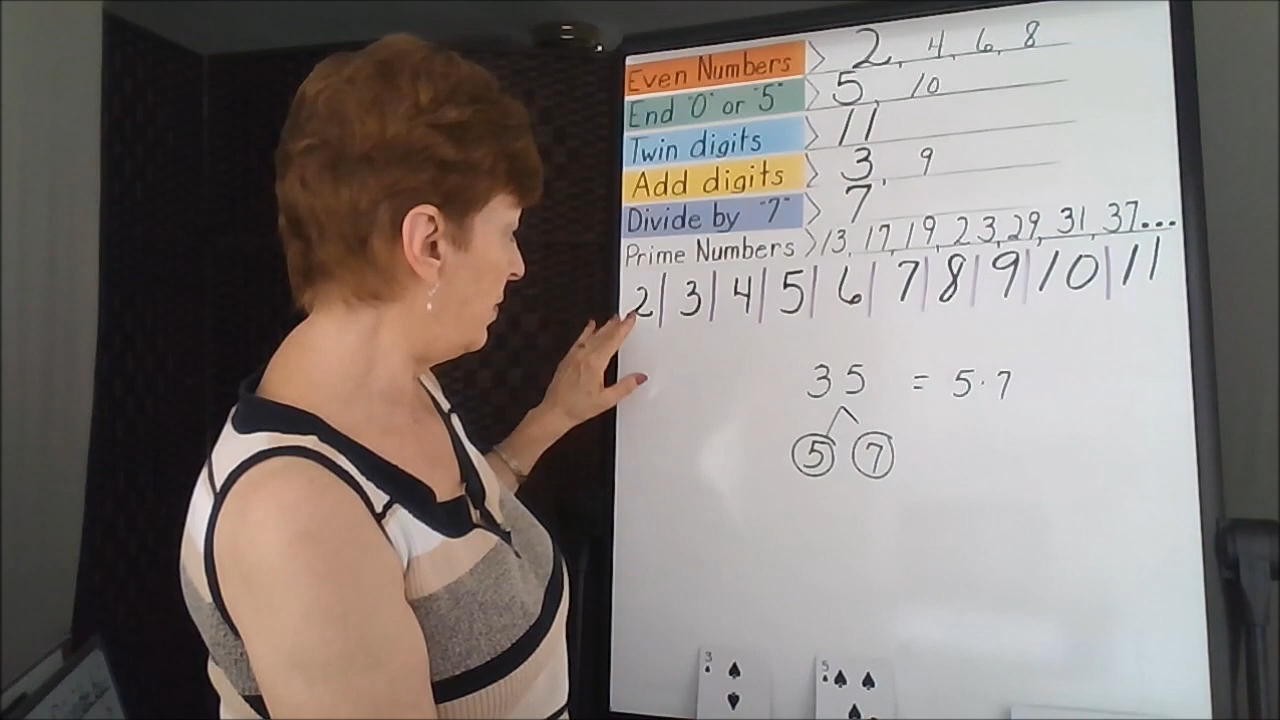 Even Numbers > 2, 4, 6, 8
End "0" or "5" > 5, 10
Twin digits > 11
Add digits > 3, 9
Divide by "7" > 7
Prime Numbers > 13, 17, 19, 23, 29, 31, 37...
2 | 3 | 4 | 5 | 6 | 7 | 8 | 9 | 10 | 11
35 = 5·7
5 7
3 5